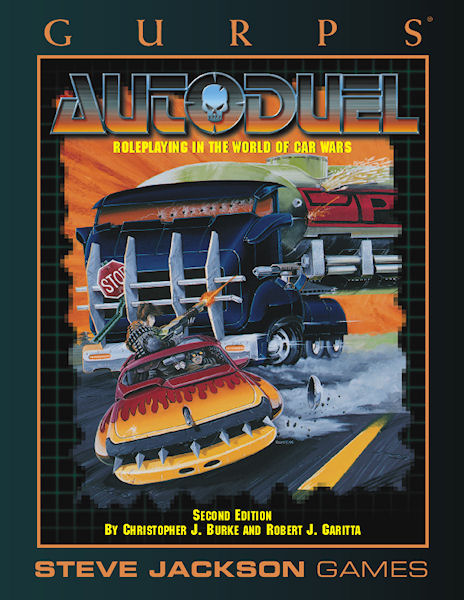 GURPS®
AUTODUEL
ROLEPLAYING IN THE WORLD OF CAR WARS
UP
STOP
SECOND EDITION
BY CHRISTOPHER J. BURKE AND ROBERT J. GARITTA
STEVE JACKSON GAMES